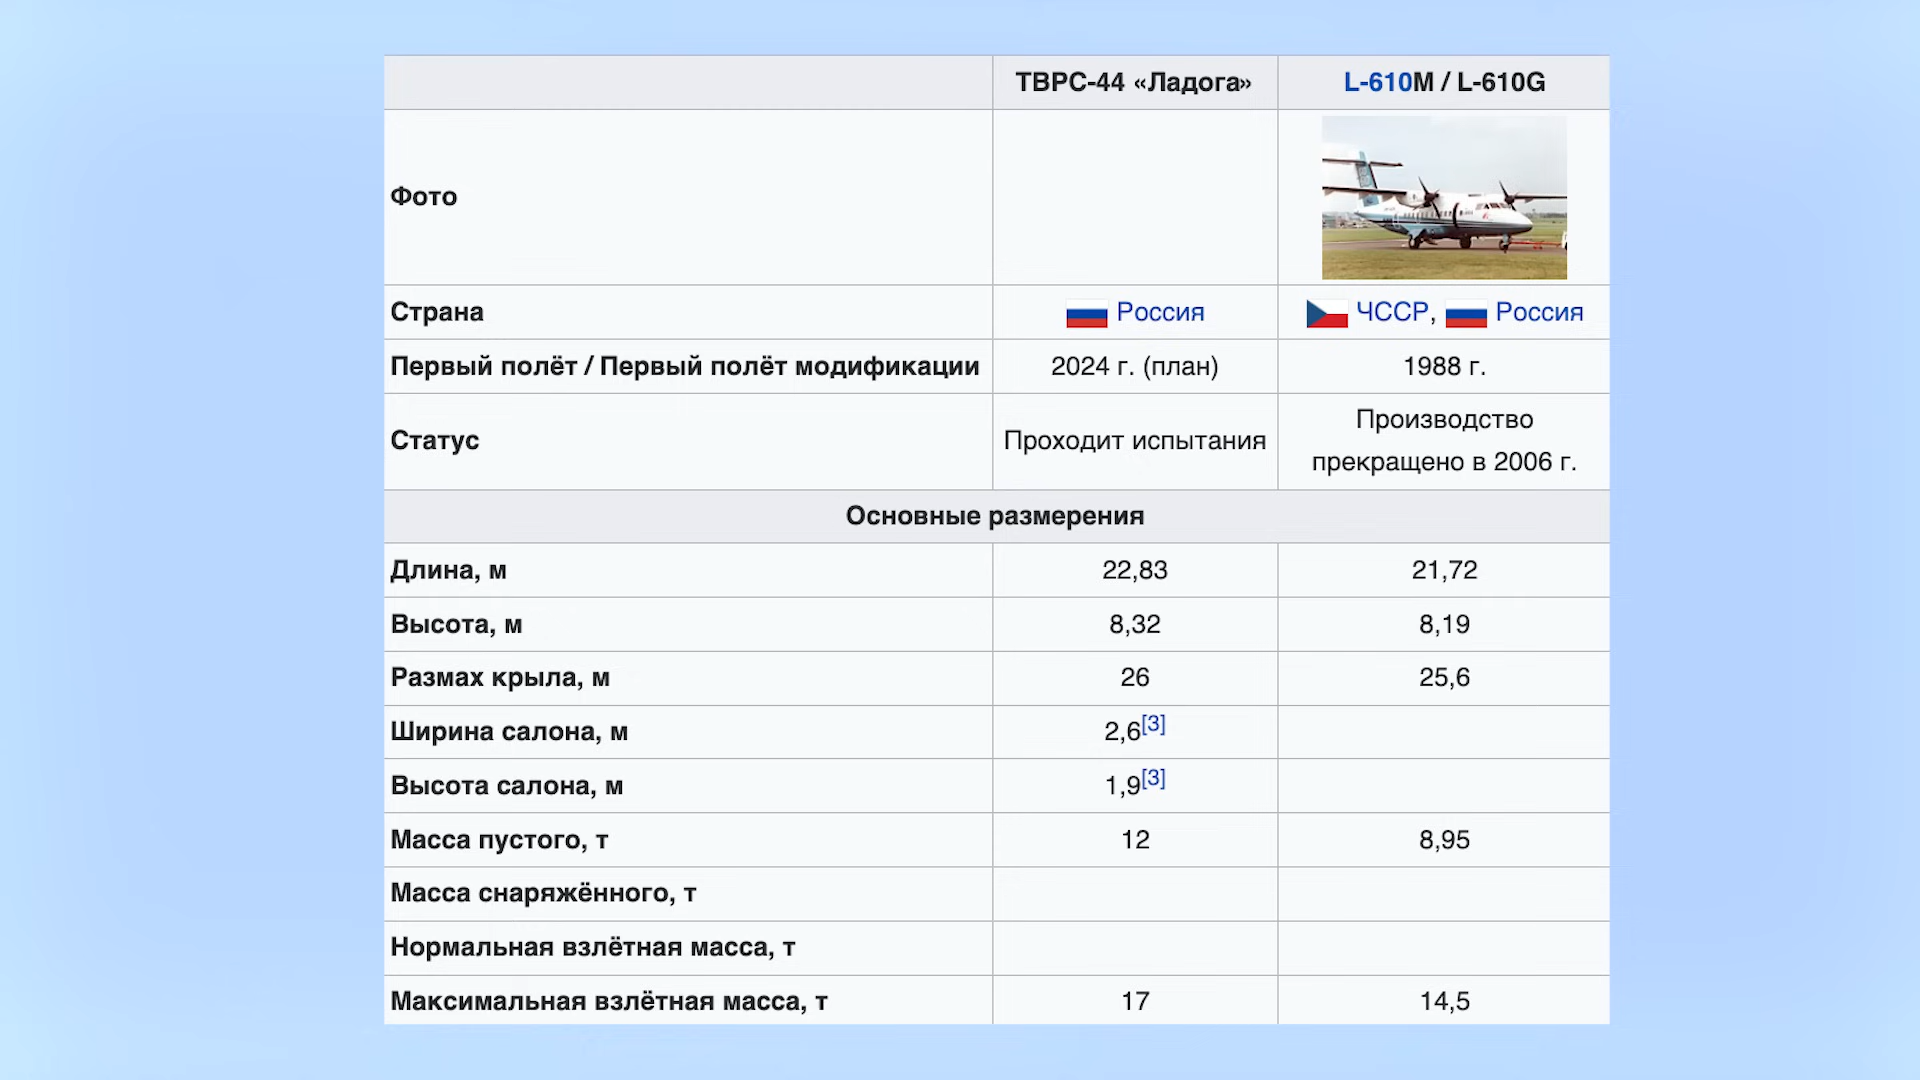 ТВРС-44 «Ладога» L-610M / L-610G
Фото
Страна Россия ЧССР, Россия
Первый полёт / Первый полёт модификации 2024 г. (план) 1988 г.
Статус Проходит испытания Производство
прекращено в 2006 г.
Основные размерения
Длина, м 22,83 21,72
Высота, м 8,32 8,19
Размах крыла, м 26 25,6
Ширина салона, м 2,6[3]
Высота салона, м 1,9[3]
Масса пустого, т 12 8,95
Масса снаряжённого, т
Нормальная взлётная масса, т
Максимальная взлётная масса, т 17 14,5